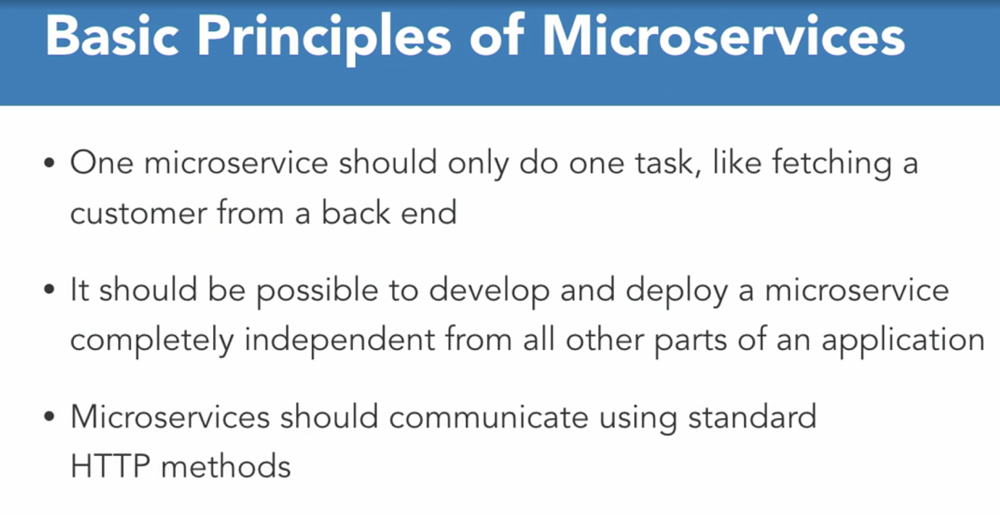 Basic Principles of Microservices
• One microservice should only do one task, like fetching a
customer from a back end
• It should be possible to develop and deploy a microservice
completely independent from all other parts of an application
• Microservices should communicate using standard
HTTP methods